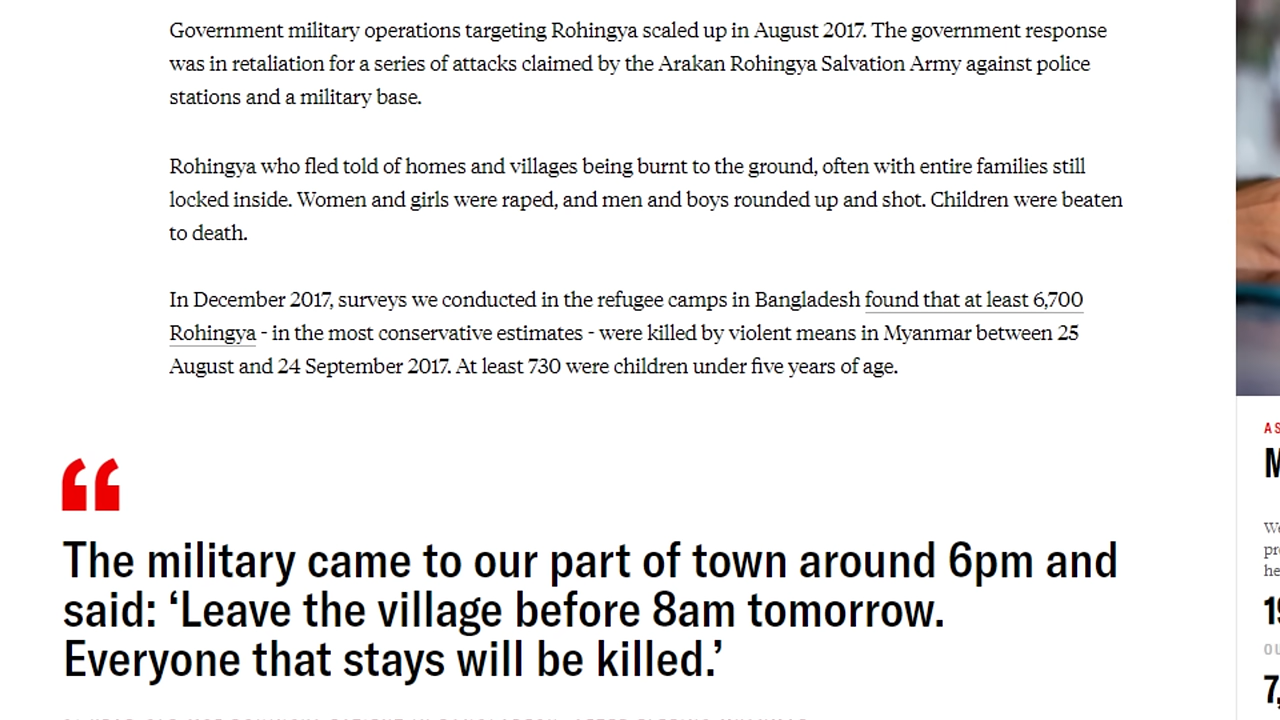 Government military operations targeting Rohingya scaled up in August 2017. The government response
was in retaliation for a series of attacks claimed by the Arakan Rohingya Salvation Army against police
stations and a military base.
Rohingya who fled told of homes and villages being burnt to the ground, often with entire families still
locked inside. Women and girls were raped, and men and boys rounded up and shot. Children were beaten
to death.
In December 2017, surveys we conducted in the refugee camps in Bangladesh found that at least 6,700
Rohingya - in the most conservative estimates - were killed by violent means in Myanmar between 25
August and 24 September 2017. At least 730 were children under five years of age.
“
The military came to our part of town around 6pm and
said: ‘Leave the village before 8am tomorrow.
Everyone that stays will be killed.’